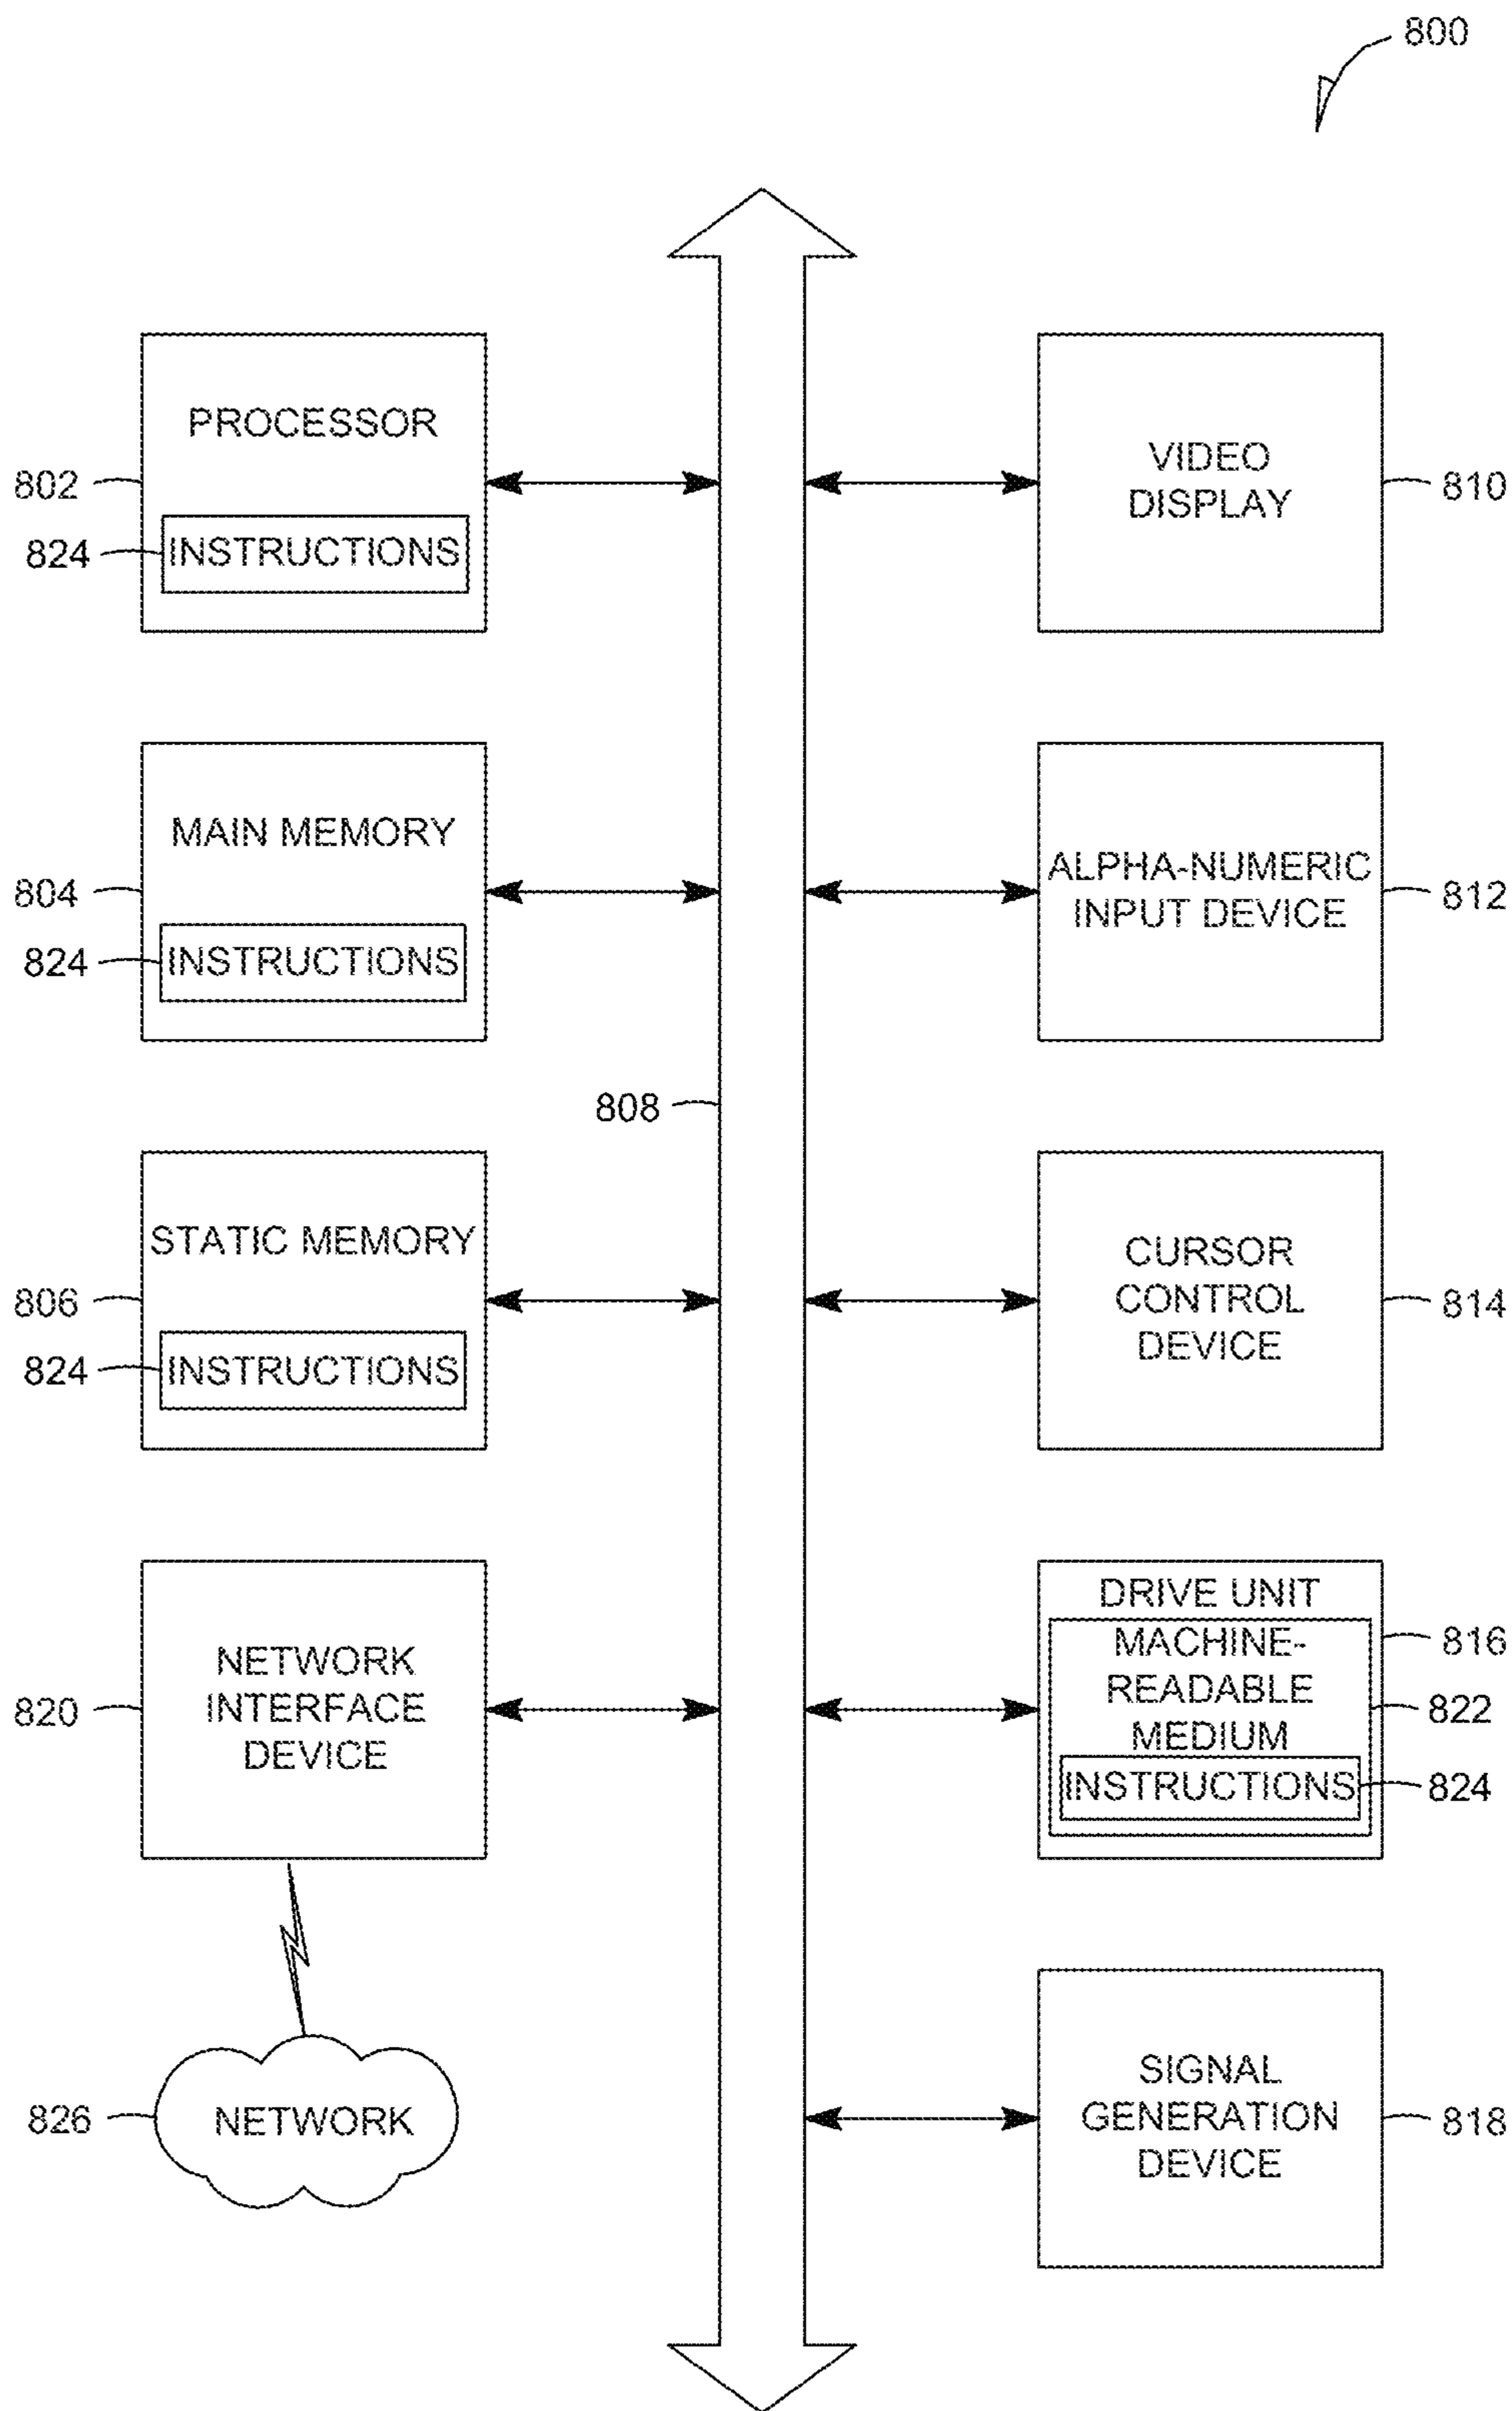 800
PROCESSOR
802
824
INSTRUCTIONS
VIDEO
DISPLAY
810
MAIN MEMORY
804
824
INSTRUCTIONS
ALPHA-NUMERIC
INPUT DEVICE
812
808
STATIC MEMORY
806
824
INSTRUCTIONS
CURSOR
CONTROL
DEVICE
814
NETWORK
INTERFACE
DEVICE
820
DRIVE UNIT
816
MACHINE-
READABLE
MEDIUM
822
INSTRUCTIONS
824
826
NETWORK
SIGNAL
GENERATION
DEVICE
818